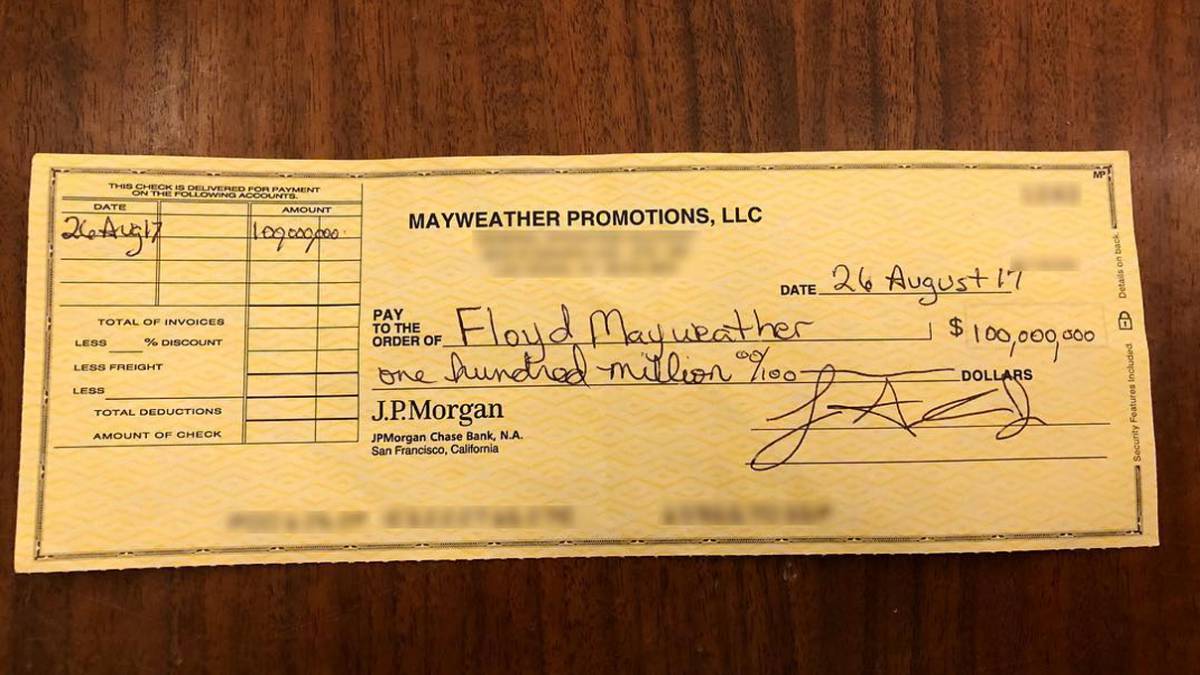 THIS CHECK IS DELIVERED FOR PAYMENT
ON THE FOLLOWING ACCOUNTS.
DATE AMOUNT
26 Aug 17 100,000,000
TOTAL OF INVOICES
LESS ____ % DISCOUNT
LESS FREIGHT
LESS
TOTAL DEDUCTIONS
AMOUNT OF CHECK
MP
MAYWEATHER PROMOTIONS, LLC
DATE 26 August 17
PAY
TO THE
ORDER OF Floyd Mayweather $ 100,000,000
one hundred million 00/100 DOLLARS
J.P.Morgan
JPMorgan Chase Bank, N.A.
San Francisco, California
Security Features Included. Details on back.